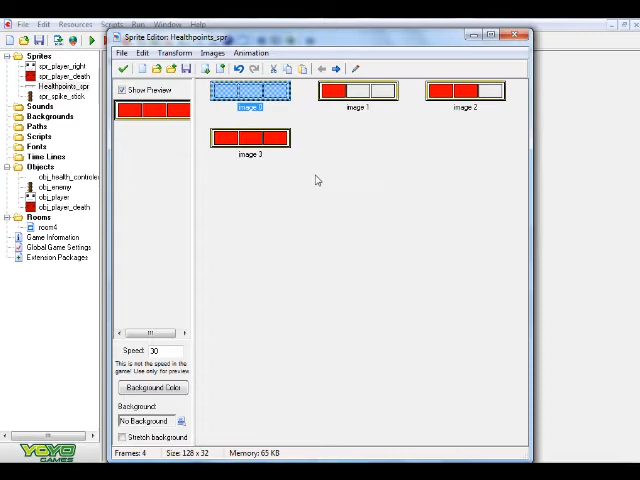 File Edit Resources Scripts Run Window Help
Sprite Editor: Healthpoints_spr
File Edit Transform Images Animation
Sprites
spr_player_right
spr_player_death
Healthpoints_spr
spr_spike_stick
Sounds
Backgrounds
Paths
Scripts
Fonts
Time Lines
Objects
obj_health_controler
obj_enemy
obj_player
obj_player_death
Rooms
room4
Game Information
Global Game Settings
Extension Packages
Show Preview
image 0
image 1
image 2
image 3
Speed: 30
This is not the speed in the
game! Use only for preview
Background Color
Background:
No Background
Stretch background
Frames: 4 Size: 128 x 32 Memory: 65 KB
YOYO
GAMES